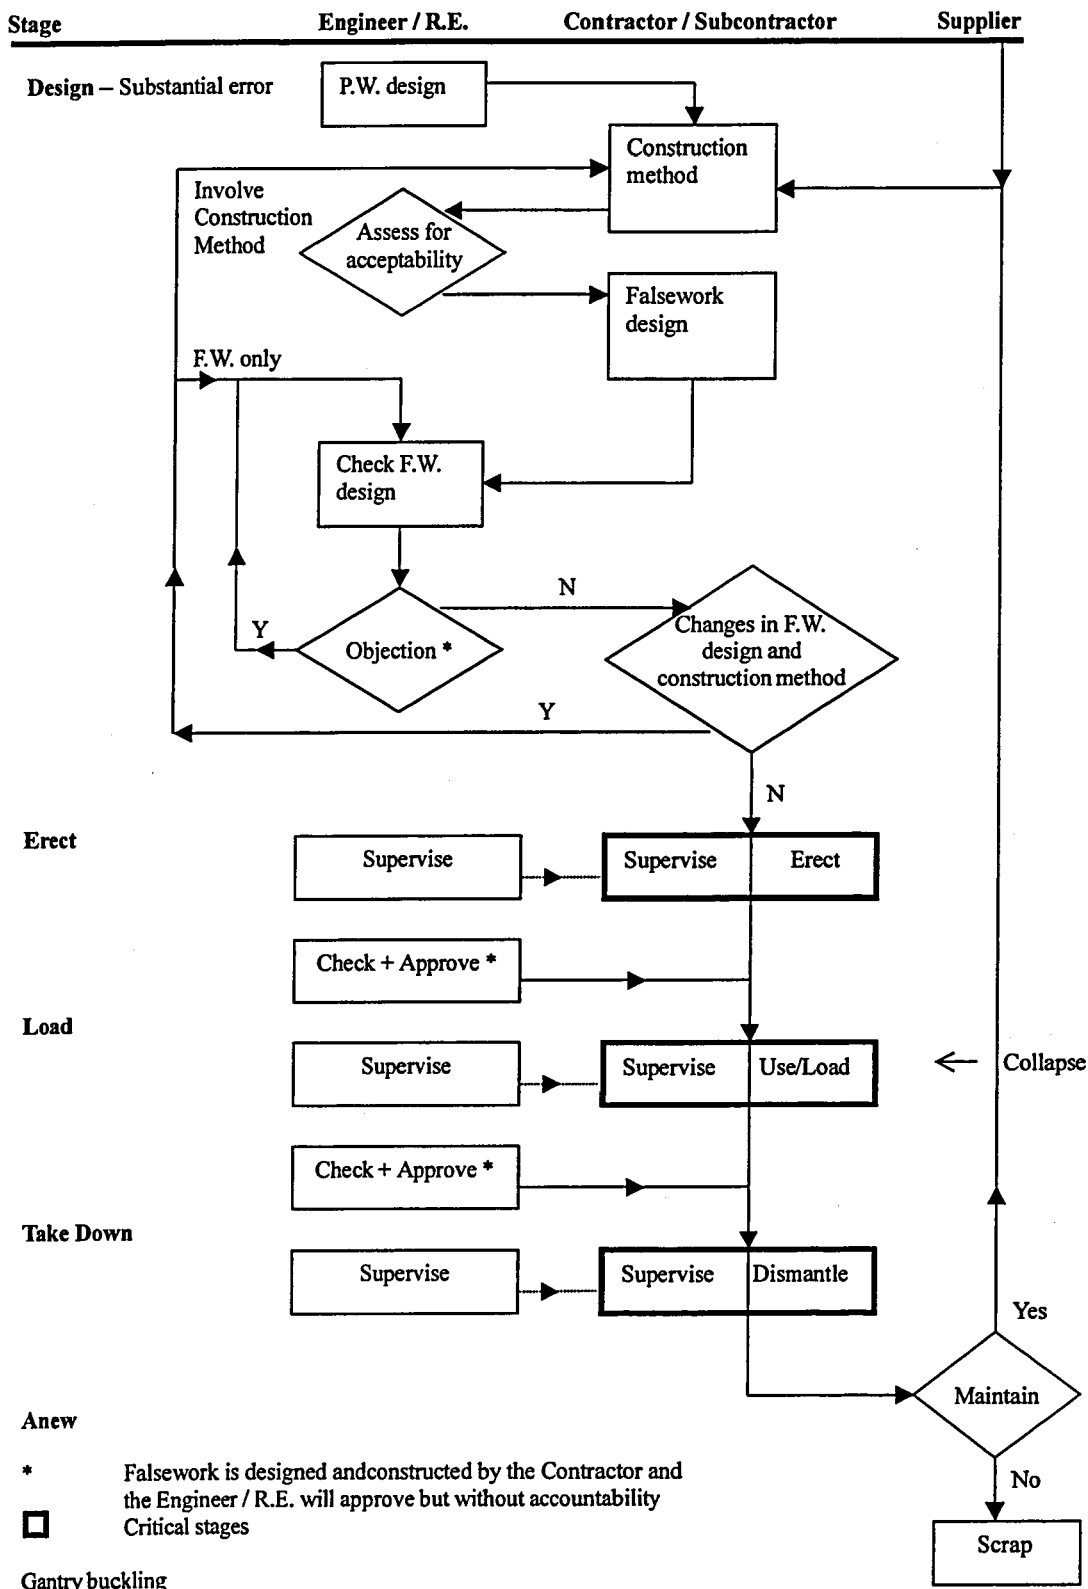 Stage Engineer / R.E. Contractor / Subcontractor Supplier
Design – Substantial error
P.W. design
Construction
method
Involve
Construction
Method
Assess for
acceptability
Falsework
design
F.W. only
Check F.W.
design
N
Y
Objection *
Changes in F.W.
design and
construction method
Y
N
Erect
Supervise
Supervise
Erect
Check + Approve *
Load
Supervise
Supervise
Use/Load
Collapse
Check + Approve *
Take Down
Supervise
Supervise
Dismantle
Yes
Maintain
Anew
* Falsework is designed andconstructed by the Contractor and
the Engineer / R.E. will approve but without accountability
Critical stages
No
Scrap
Gantry buckling